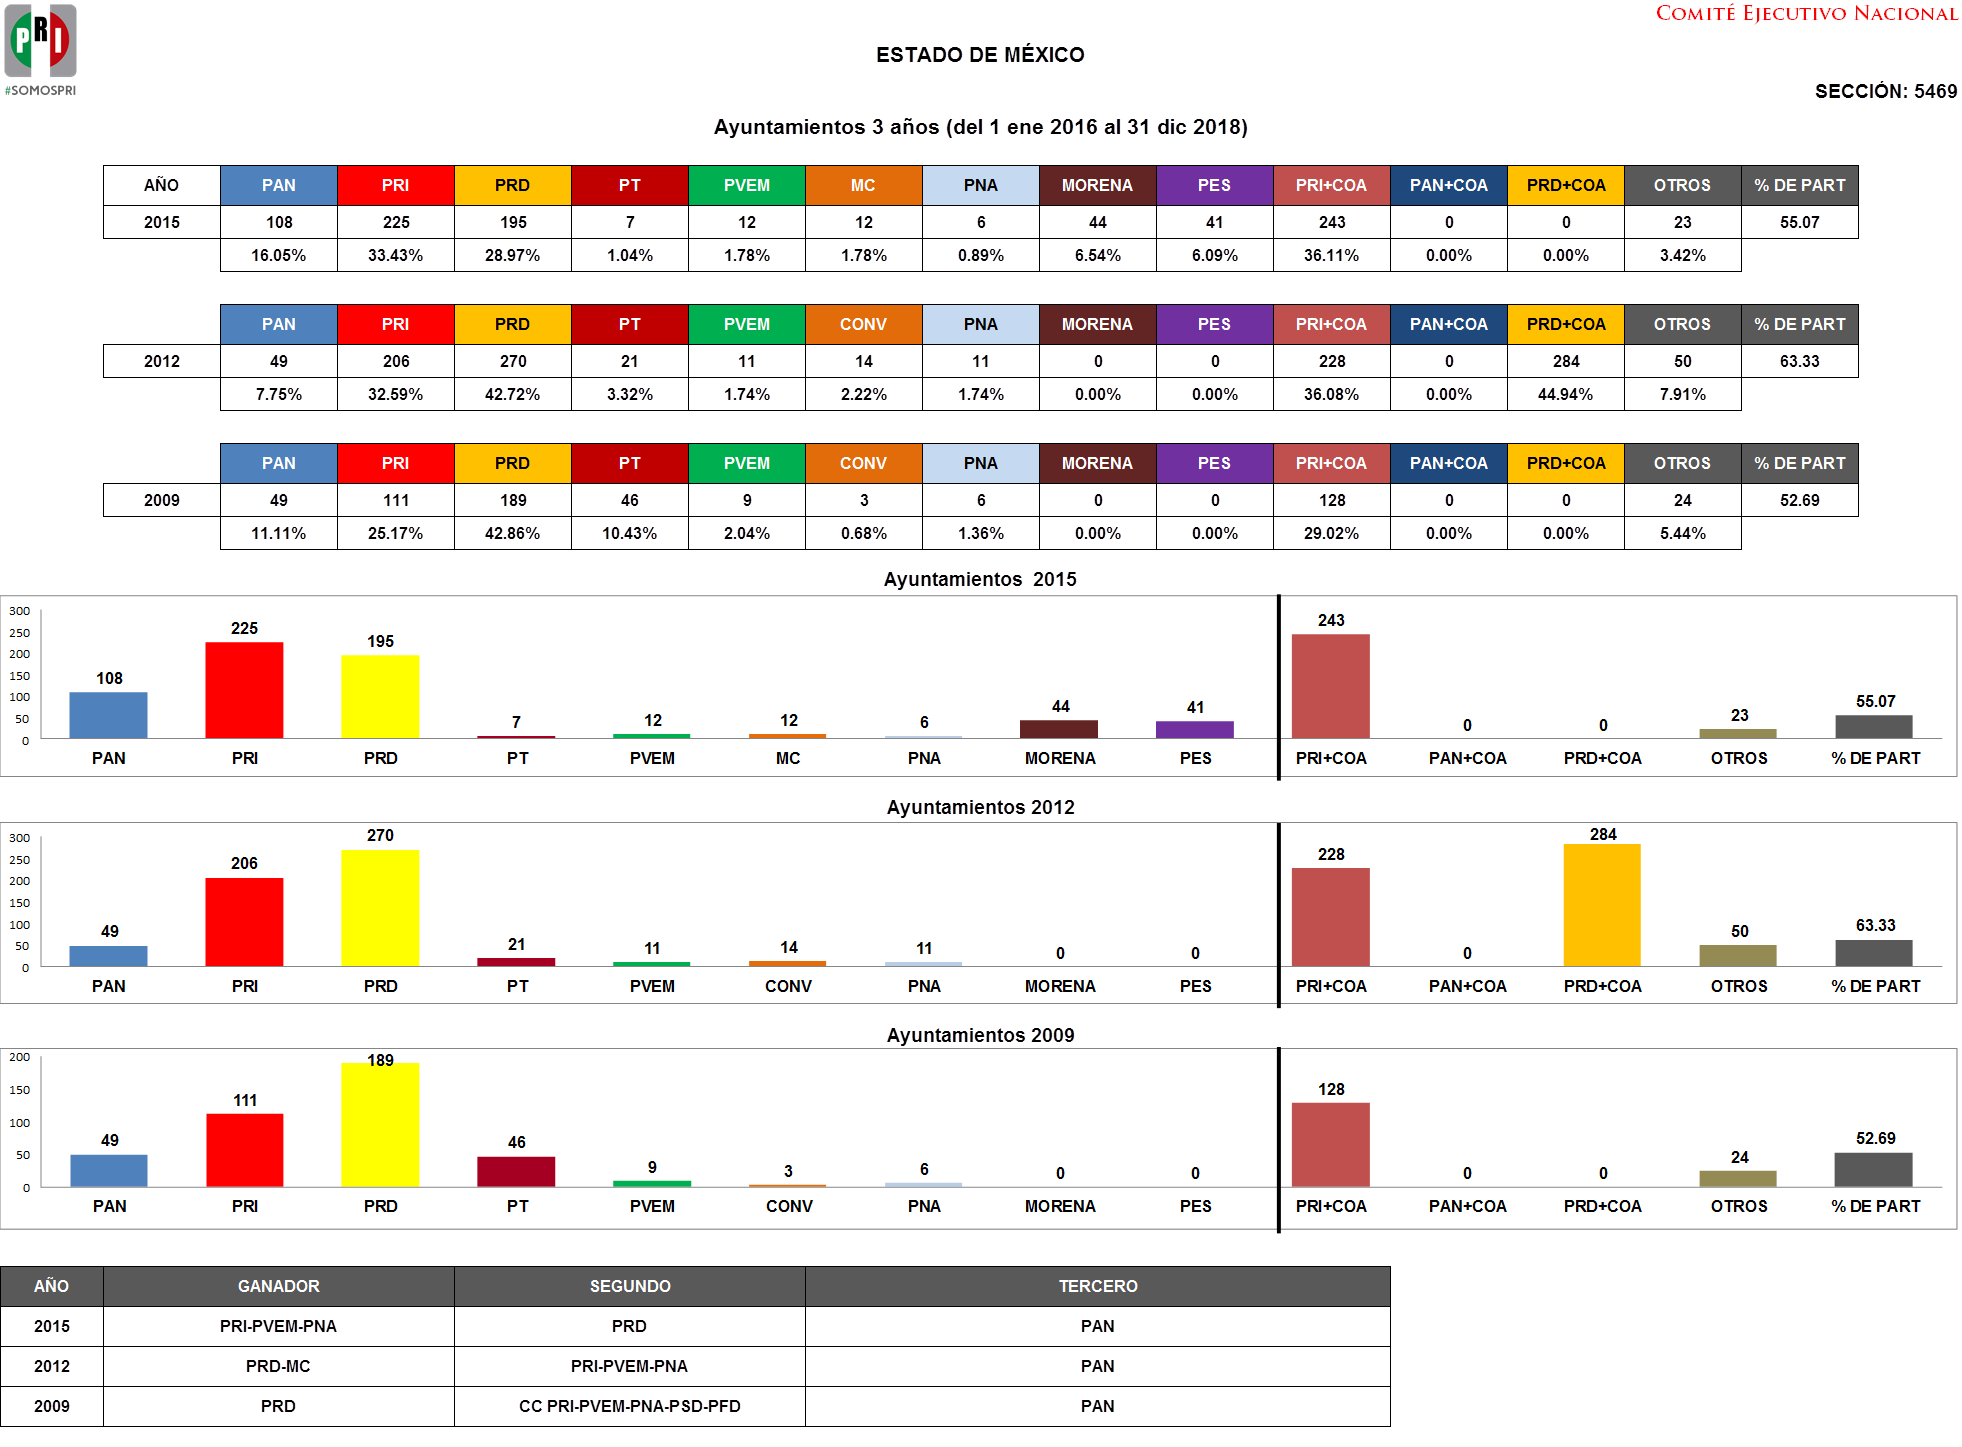 PRI
#SOMOSPRI
COMITÉ EJECUTIVO NACIONAL
ESTADO DE MÉXICO
SECCIÓN: 5469
Ayuntamientos 3 años (del 1 ene 2016 al 31 dic 2018)
AÑO PAN PRI PRD PT PVEM MC PNA MORENA PES PRI+COA PAN+COA PRD+COA OTROS % DE PART
2015 108 225 195 7 12 12 6 44 41 243 0 0 23 55.07
16.05% 33.43% 28.97% 1.04% 1.78% 1.78% 0.89% 6.54% 6.09% 36.11% 0.00% 0.00% 3.42%
PAN PRI PRD PT PVEM CONV PNA MORENA PES PRI+COA PAN+COA PRD+COA OTROS % DE PART
2012 49 206 270 21 11 14 11 0 0 228 0 284 50 63.33
7.75% 32.59% 42.72% 3.32% 1.74% 2.22% 1.74% 0.00% 0.00% 36.08% 0.00% 44.94% 7.91%
PAN PRI PRD PT PVEM CONV PNA MORENA PES PRI+COA PAN+COA PRD+COA OTROS % DE PART
2009 49 111 189 46 9 3 6 0 0 128 0 0 24 52.69
11.11% 25.17% 42.86% 10.43% 2.04% 0.68% 1.36% 0.00% 0.00% 29.02% 0.00% 0.00% 5.44%
Ayuntamientos 2015
300
250
200
150
100
50
0
108 225 195 7 12 12 6 44 41 243 0 0 23 55.07
PAN PRI PRD PT PVEM MC PNA MORENA PES PRI+COA PAN+COA PRD+COA OTROS % DE PART
Ayuntamientos 2012
300
250
200
150
100
50
0
49 206 270 21 11 14 11 0 0 228 0 284 50 63.33
PAN PRI PRD PT PVEM CONV PNA MORENA PES PRI+COA PAN+COA PRD+COA OTROS % DE PART
Ayuntamientos 2009
200
150
100
50
0
49 111 189 46 9 3 6 0 0 128 0 0 24 52.69
PAN PRI PRD PT PVEM CONV PNA MORENA PES PRI+COA PAN+COA PRD+COA OTROS % DE PART
AÑO GANADOR SEGUNDO TERCERO
2015 PRI-PVEM-PNA PRD PAN
2012 PRD-MC PRI-PVEM-PNA PAN
2009 PRD CC PRI-PVEM-PNA-PSD-PFD PAN